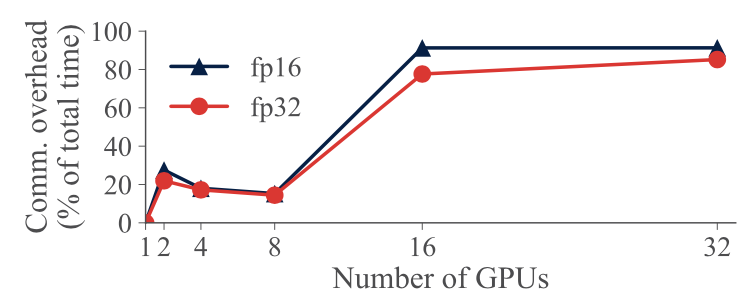 Comm. overhead
(% of total time)
100
80
60
40
20
0
fp16
fp32
1 2 4 8 16 32
Number of GPUs